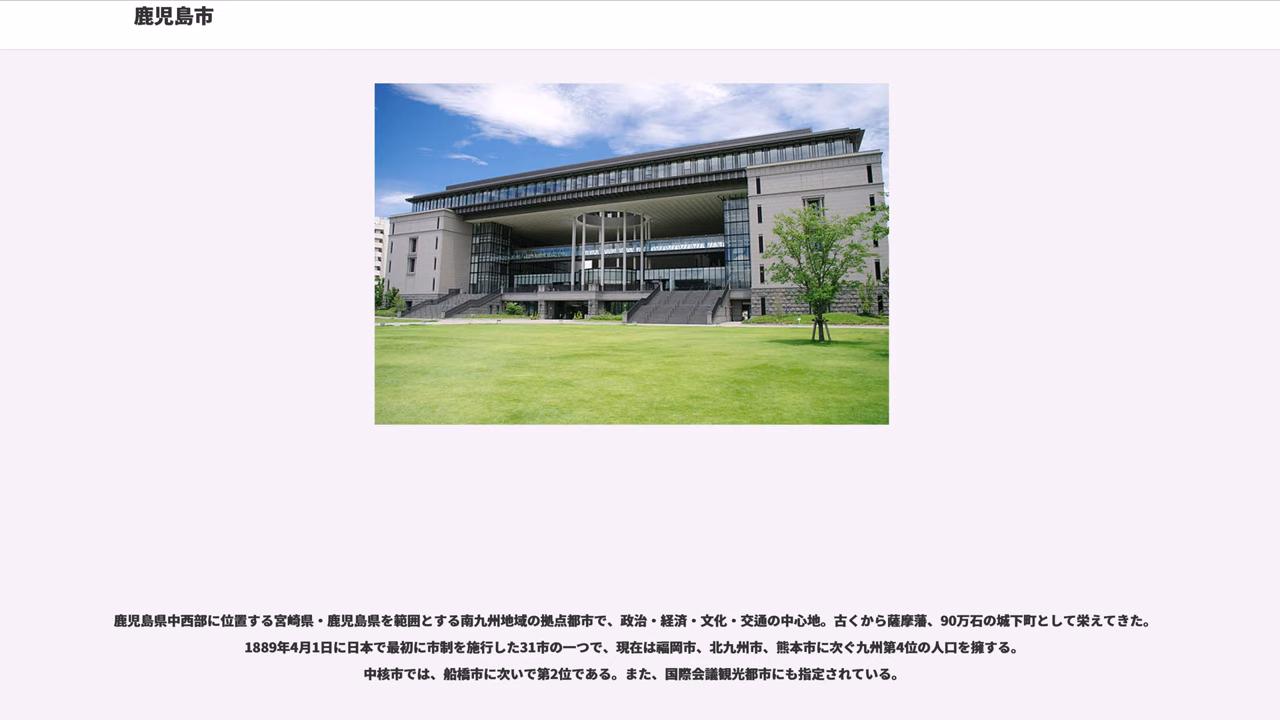 鹿児島市
鹿児島県中西部に位置する宮崎県・鹿児島県を範囲とする南九州地域の拠点都市で、政治・経済・文化・交通の中心地。古くから薩摩藩、90万石の城下町として栄えてきた。
1889年4月1日に日本で最初に市制を施行した31市の一つで、現在は福岡市、北九州市、熊本市に次ぐ九州第4位の人口を擁する。
中核市では、船橋市に次いで第2位である。また、国際会議観光都市にも指定されている。